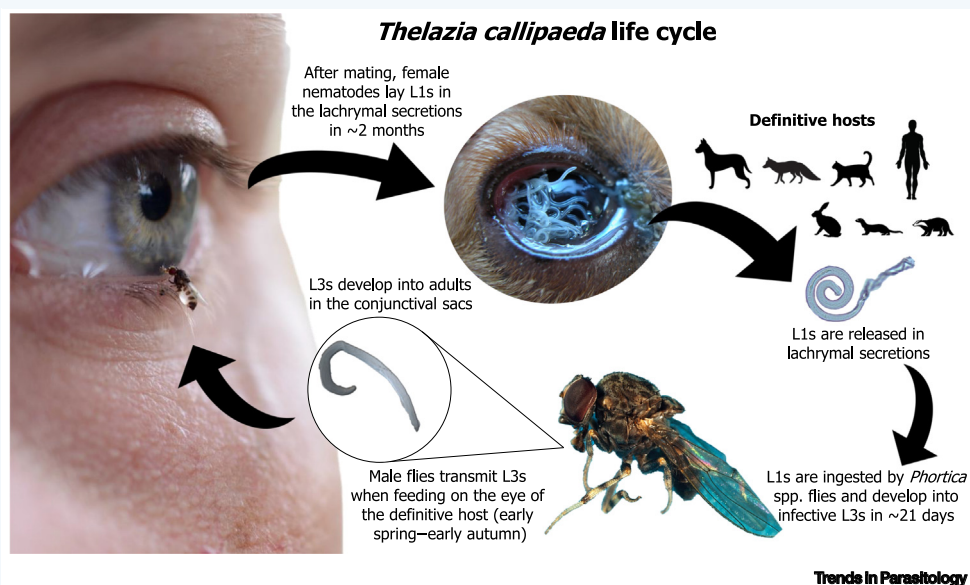 Thelazia callipaeda life cycle
After mating, female
nematodes lay L1s in
the lachrymal secretions
in ~2 months
Definitive hosts
L1s are released in
lachrymal secretions
L1s are ingested by Phortica
spp. flies and develop into
infective L3s in ~21 days
Male flies transmit L3s
when feeding on the eye of
the definitive host (early
spring–early autumn)
L3s develop into adults
in the conjunctival sacs
Trends in Parasitology